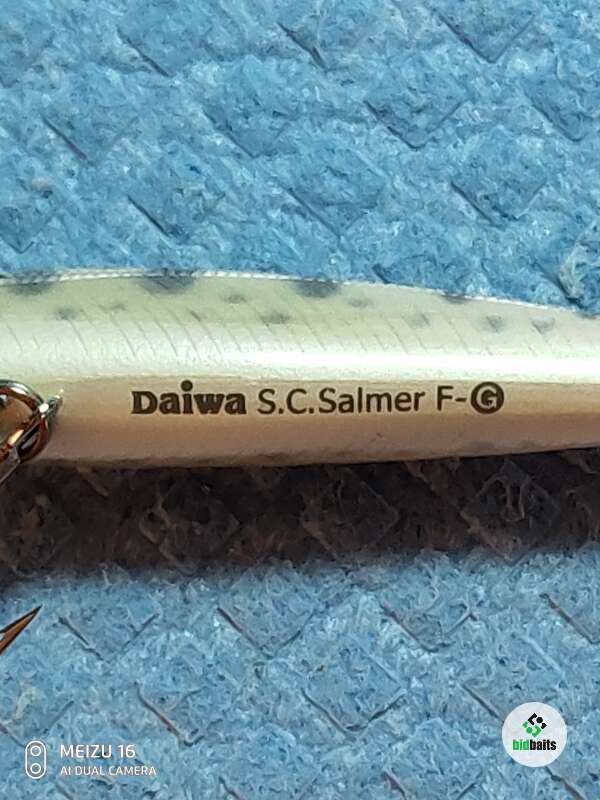 Daiwa S.C.Salmer F-G
bidbaits
MEIZU 16
AI DUAL CAMERA